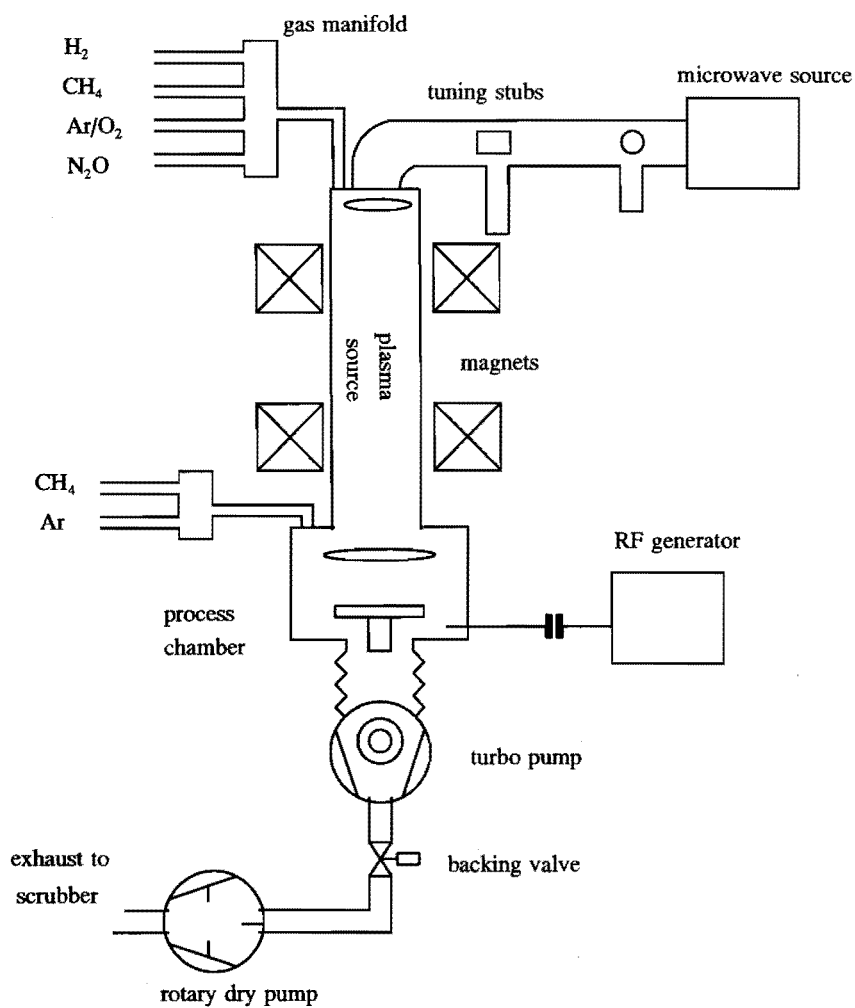 gas manifold
H₂
CH₄
Ar/O₂
N₂O
tuning stubs
microwave source
plasma
source
magnets
CH₄
Ar
RF generator
process
chamber
turbo pump
exhaust to
scrubber
backing valve
rotary dry pump